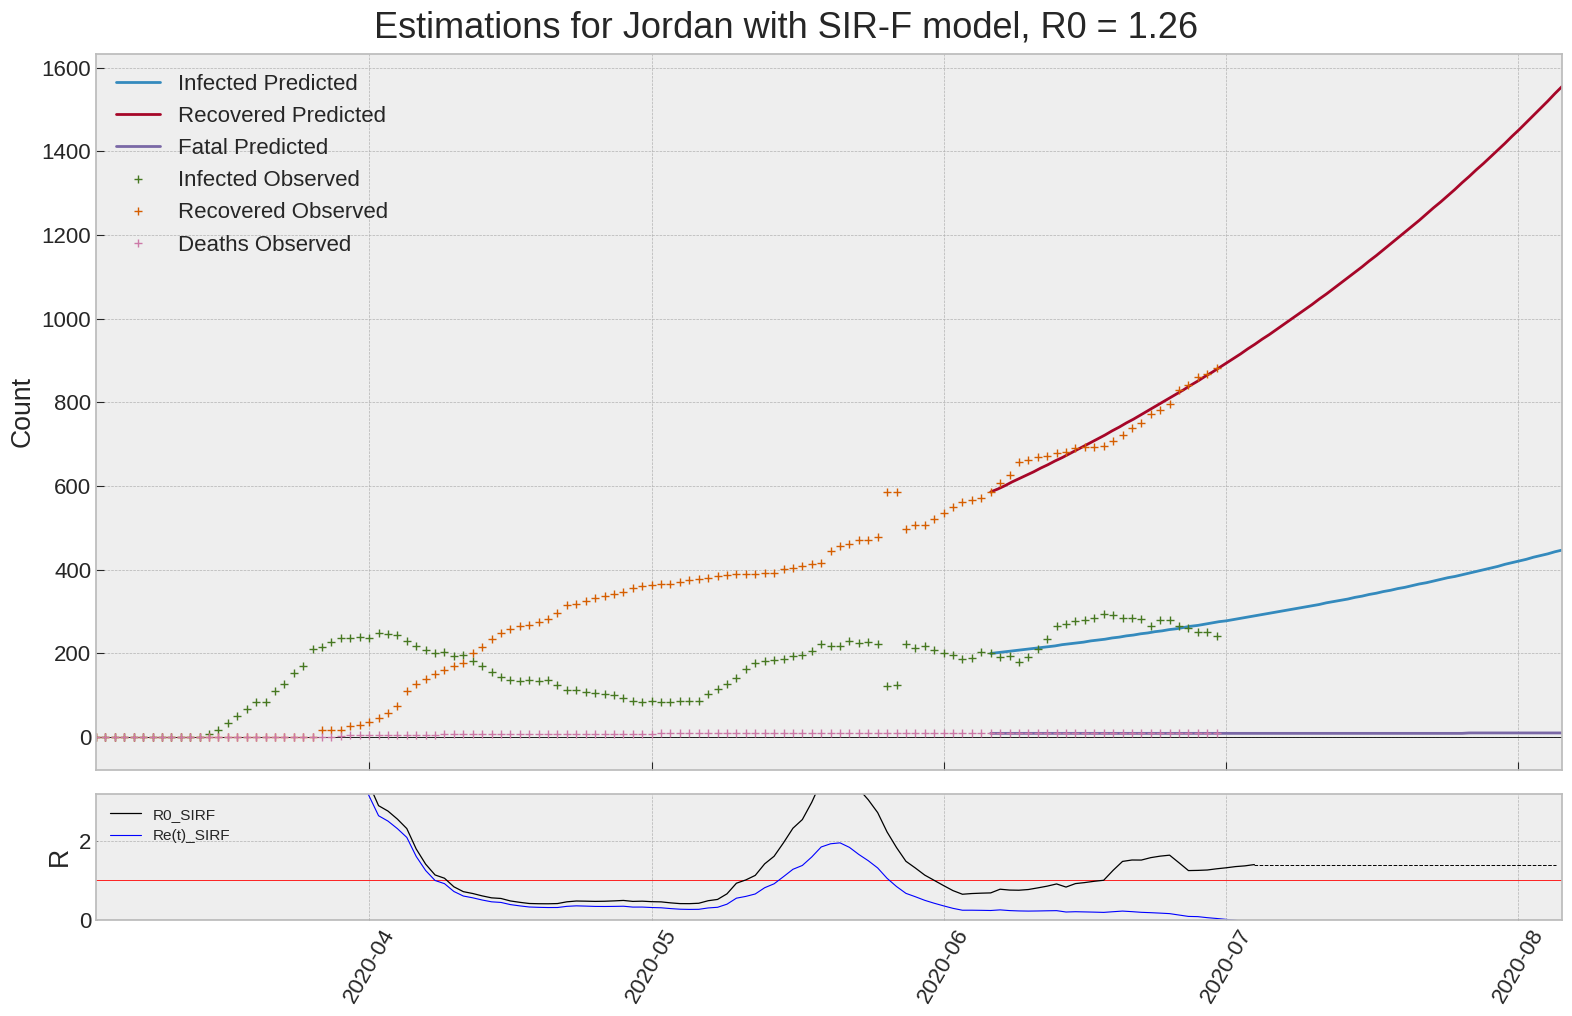 Estimations for Jordan with SIR-F model, R0 = 1.26
1600
1400
1200
1000
800
600
400
200
0
Count
Infected Predicted
Recovered Predicted
Fatal Predicted
Infected Observed
Recovered Observed
Deaths Observed
R0_SIRF
Re(t)_SIRF
2
0
R
2020-04
2020-05
2020-06
2020-07
2020-08